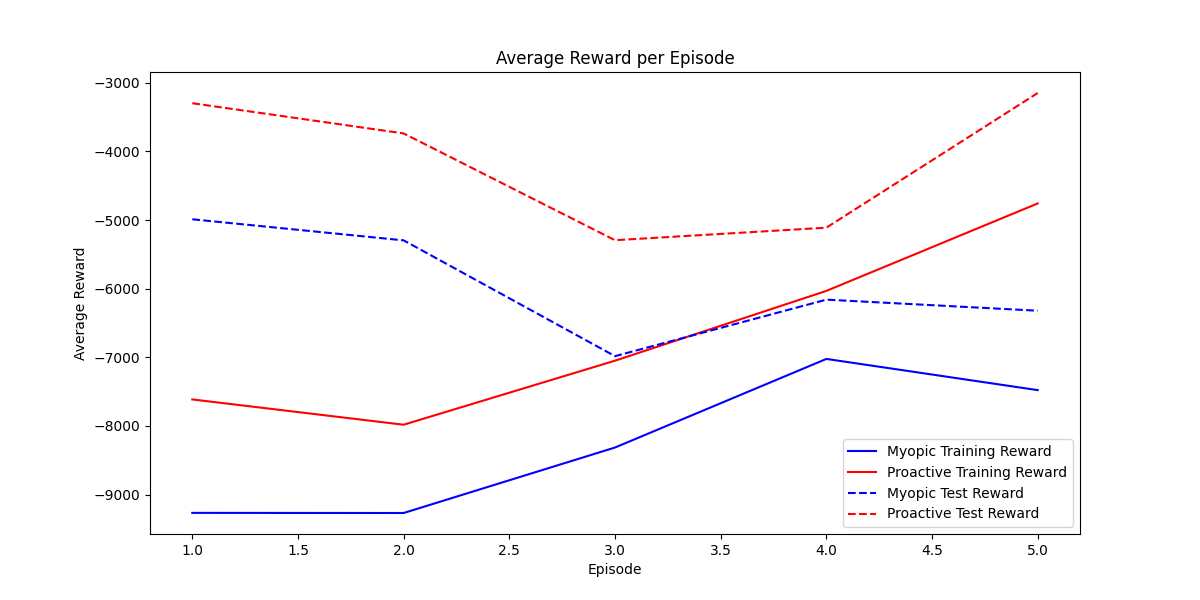 Average Reward per Episode
Average Reward
−3000
−4000
−5000
−6000
−7000
−8000
−9000
1.0 1.5 2.0 2.5 3.0 3.5 4.0 4.5 5.0
Episode
Myopic Training Reward
Proactive Training Reward
Myopic Test Reward
Proactive Test Reward